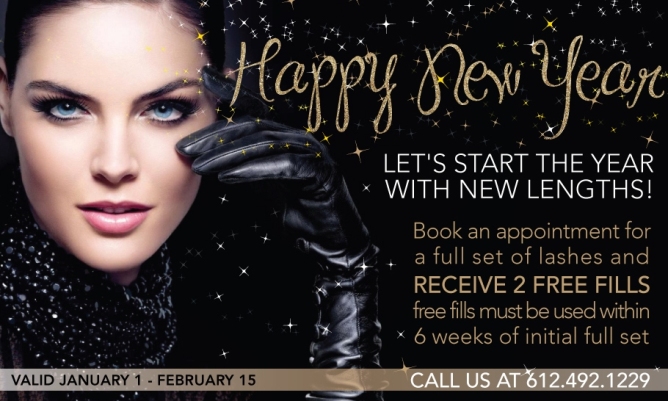 Happy New Year
LET'S START THE YEAR
WITH NEW LENGTHS!
Book an appointment for
a full set of lashes and
RECEIVE 2 FREE FILLS
free fills must be used within
6 weeks of initial full set
VALID JANUARY 1 - FEBRUARY 15
CALL US AT 612.492.1229